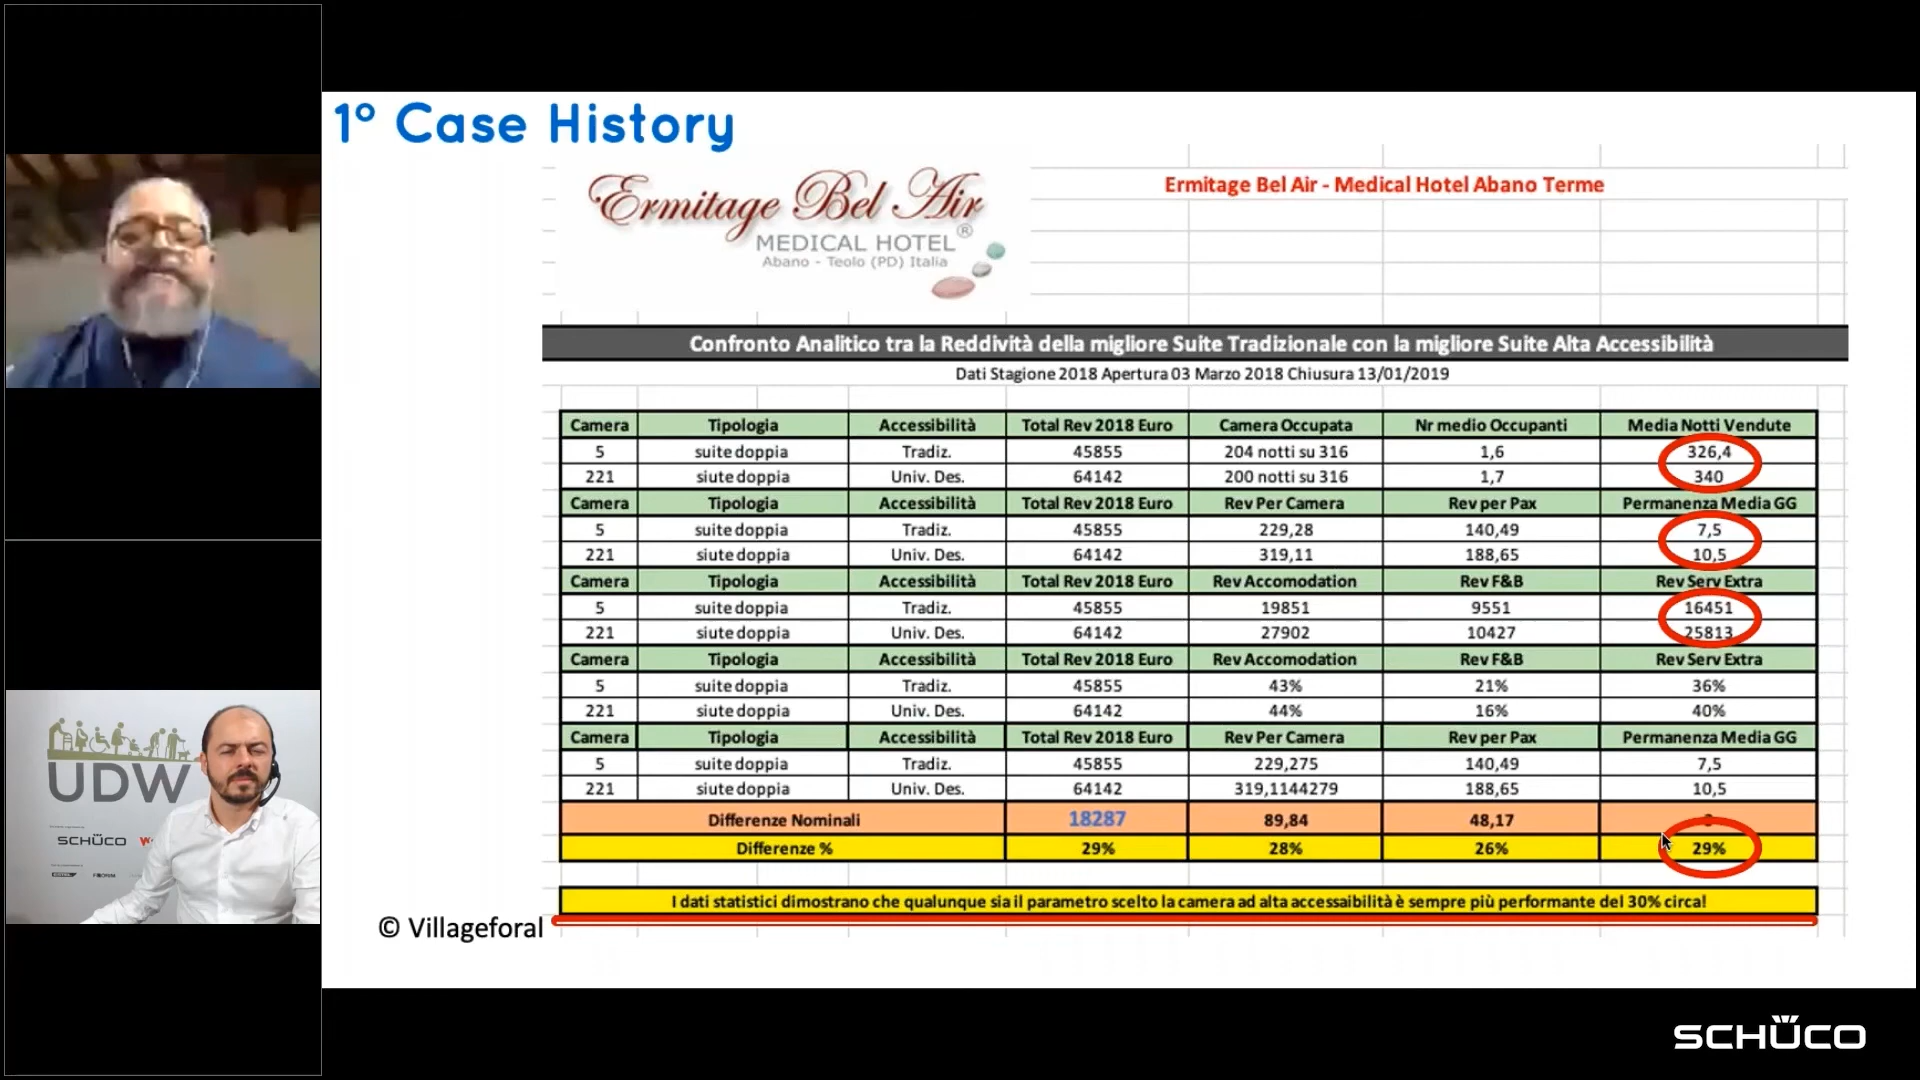 1° Case History
Ermitage Bel Air
MEDICAL HOTEL®
Abano - Teolo (PD) Italia
Ermitage Bel Air - Medical Hotel Abano Terme
Confronto Analitico tra la Reddività della migliore Suite Tradizionale con la migliore Suite Alta Accessibilità
Dati Stagione 2018 Apertura 03 Marzo 2018 Chiusura 13/01/2019
Camera Tipologia Accessibilità Total Rev 2018 Euro Camera Occupata Nr medio Occupanti Media Notti Vendute
5 suite doppia Tradiz. 45855 204 notti su 316 1,6 326,4
221 siute doppia Univ. Des. 64142 200 notti su 316 1,7 340
Camera Tipologia Accessibilità Total Rev 2018 Euro Rev Per Camera Rev per Pax Permanenza Media GG
5 suite doppia Tradiz. 45855 229,28 140,49 7,5
221 siute doppia Univ. Des. 64142 319,11 188,65 10,5
Camera Tipologia Accessibilità Total Rev 2018 Euro Rev Accomodation Rev F&B Rev Serv Extra
5 suite doppia Tradiz. 45855 19851 9551 16451
221 siute doppia Univ. Des. 64142 27902 10427 25813
Camera Tipologia Accessibilità Total Rev 2018 Euro Rev Accomodation Rev F&B Rev Serv Extra
5 suite doppia Tradiz. 45855 43% 21% 36%
221 siute doppia Univ. Des. 64142 44% 16% 40%
Camera Tipologia Accessibilità Total Rev 2018 Euro Rev Per Camera Rev per Pax Permanenza Media GG
5 suite doppia Tradiz. 45855 229,275 140,49 7,5
221 siute doppia Univ. Des. 64142 319,1144279 188,65 10,5
Differenze Nominali 18287 89,84 48,17
Differenze % 29% 28% 26% 29%
I dati statistici dimostrano che qualunque sia il parametro scelto la camera ad alta accessaibilità è sempre più performante del 30% circa!
© Villageforal
UDW
SCHÜCO
SCHÜCO